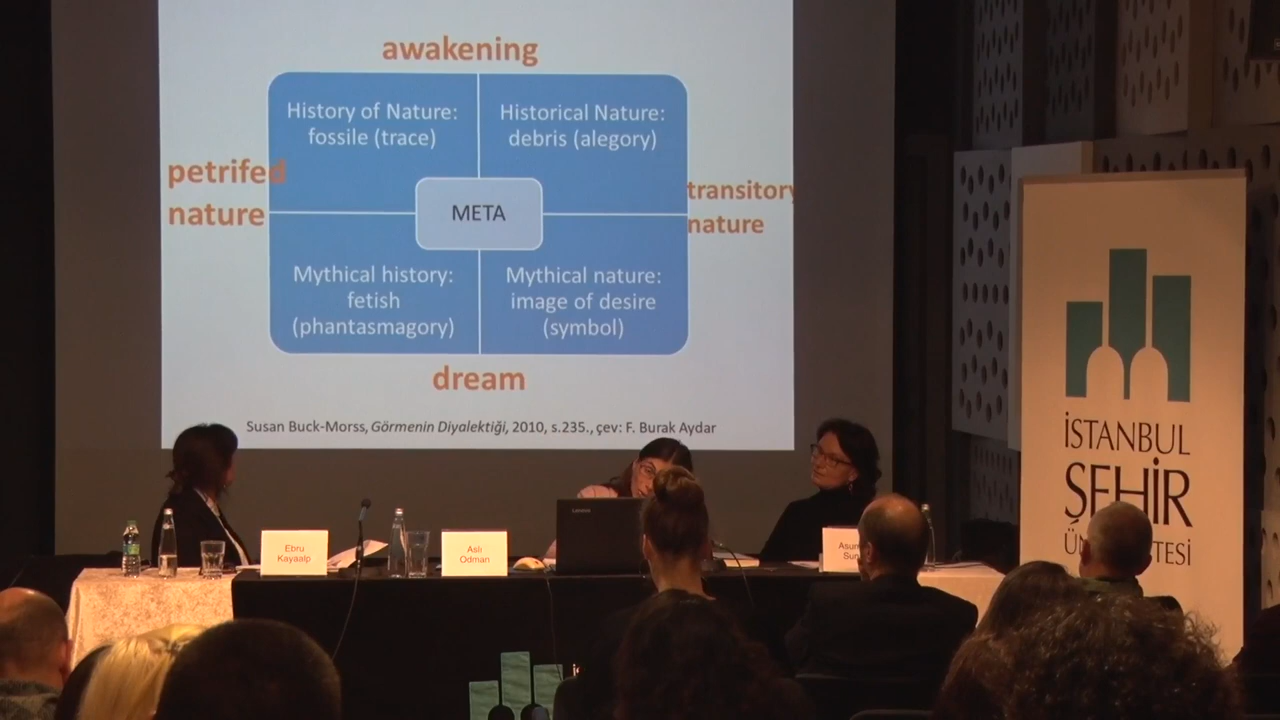 awakening
History of Nature:
fossile (trace)
Historical Nature:
debris (alegory)
petrifed
nature
transitory
nature
META
Mythical history:
fetish
(phantasmagory)
Mythical nature:
image of desire
(symbol)
dream
Susan Buck-Morss, Görmenin Diyalektiği, 2010, s.235., çev: F. Burak Aydar
Ebru
Kayaalp
Aslı
Odman
Lenovo
İSTANBUL
ŞEHİR